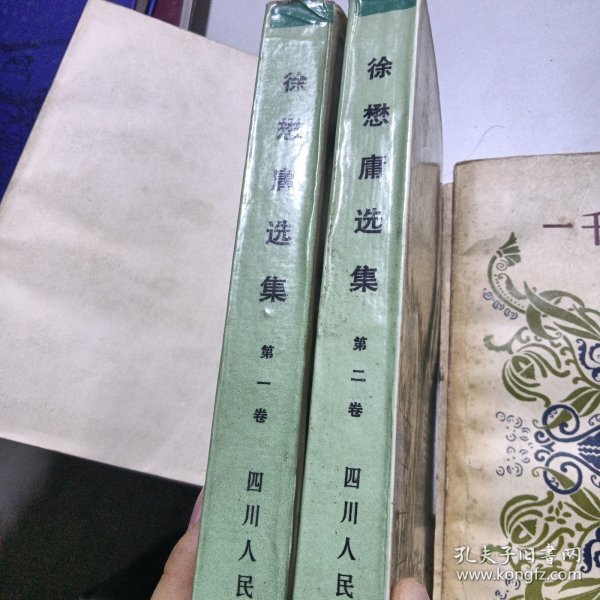 徐懋庸选集
第一卷
四川人民
徐懋庸选集
第二卷
四川人民
一千
孔夫子旧书网
www.kongfz.com